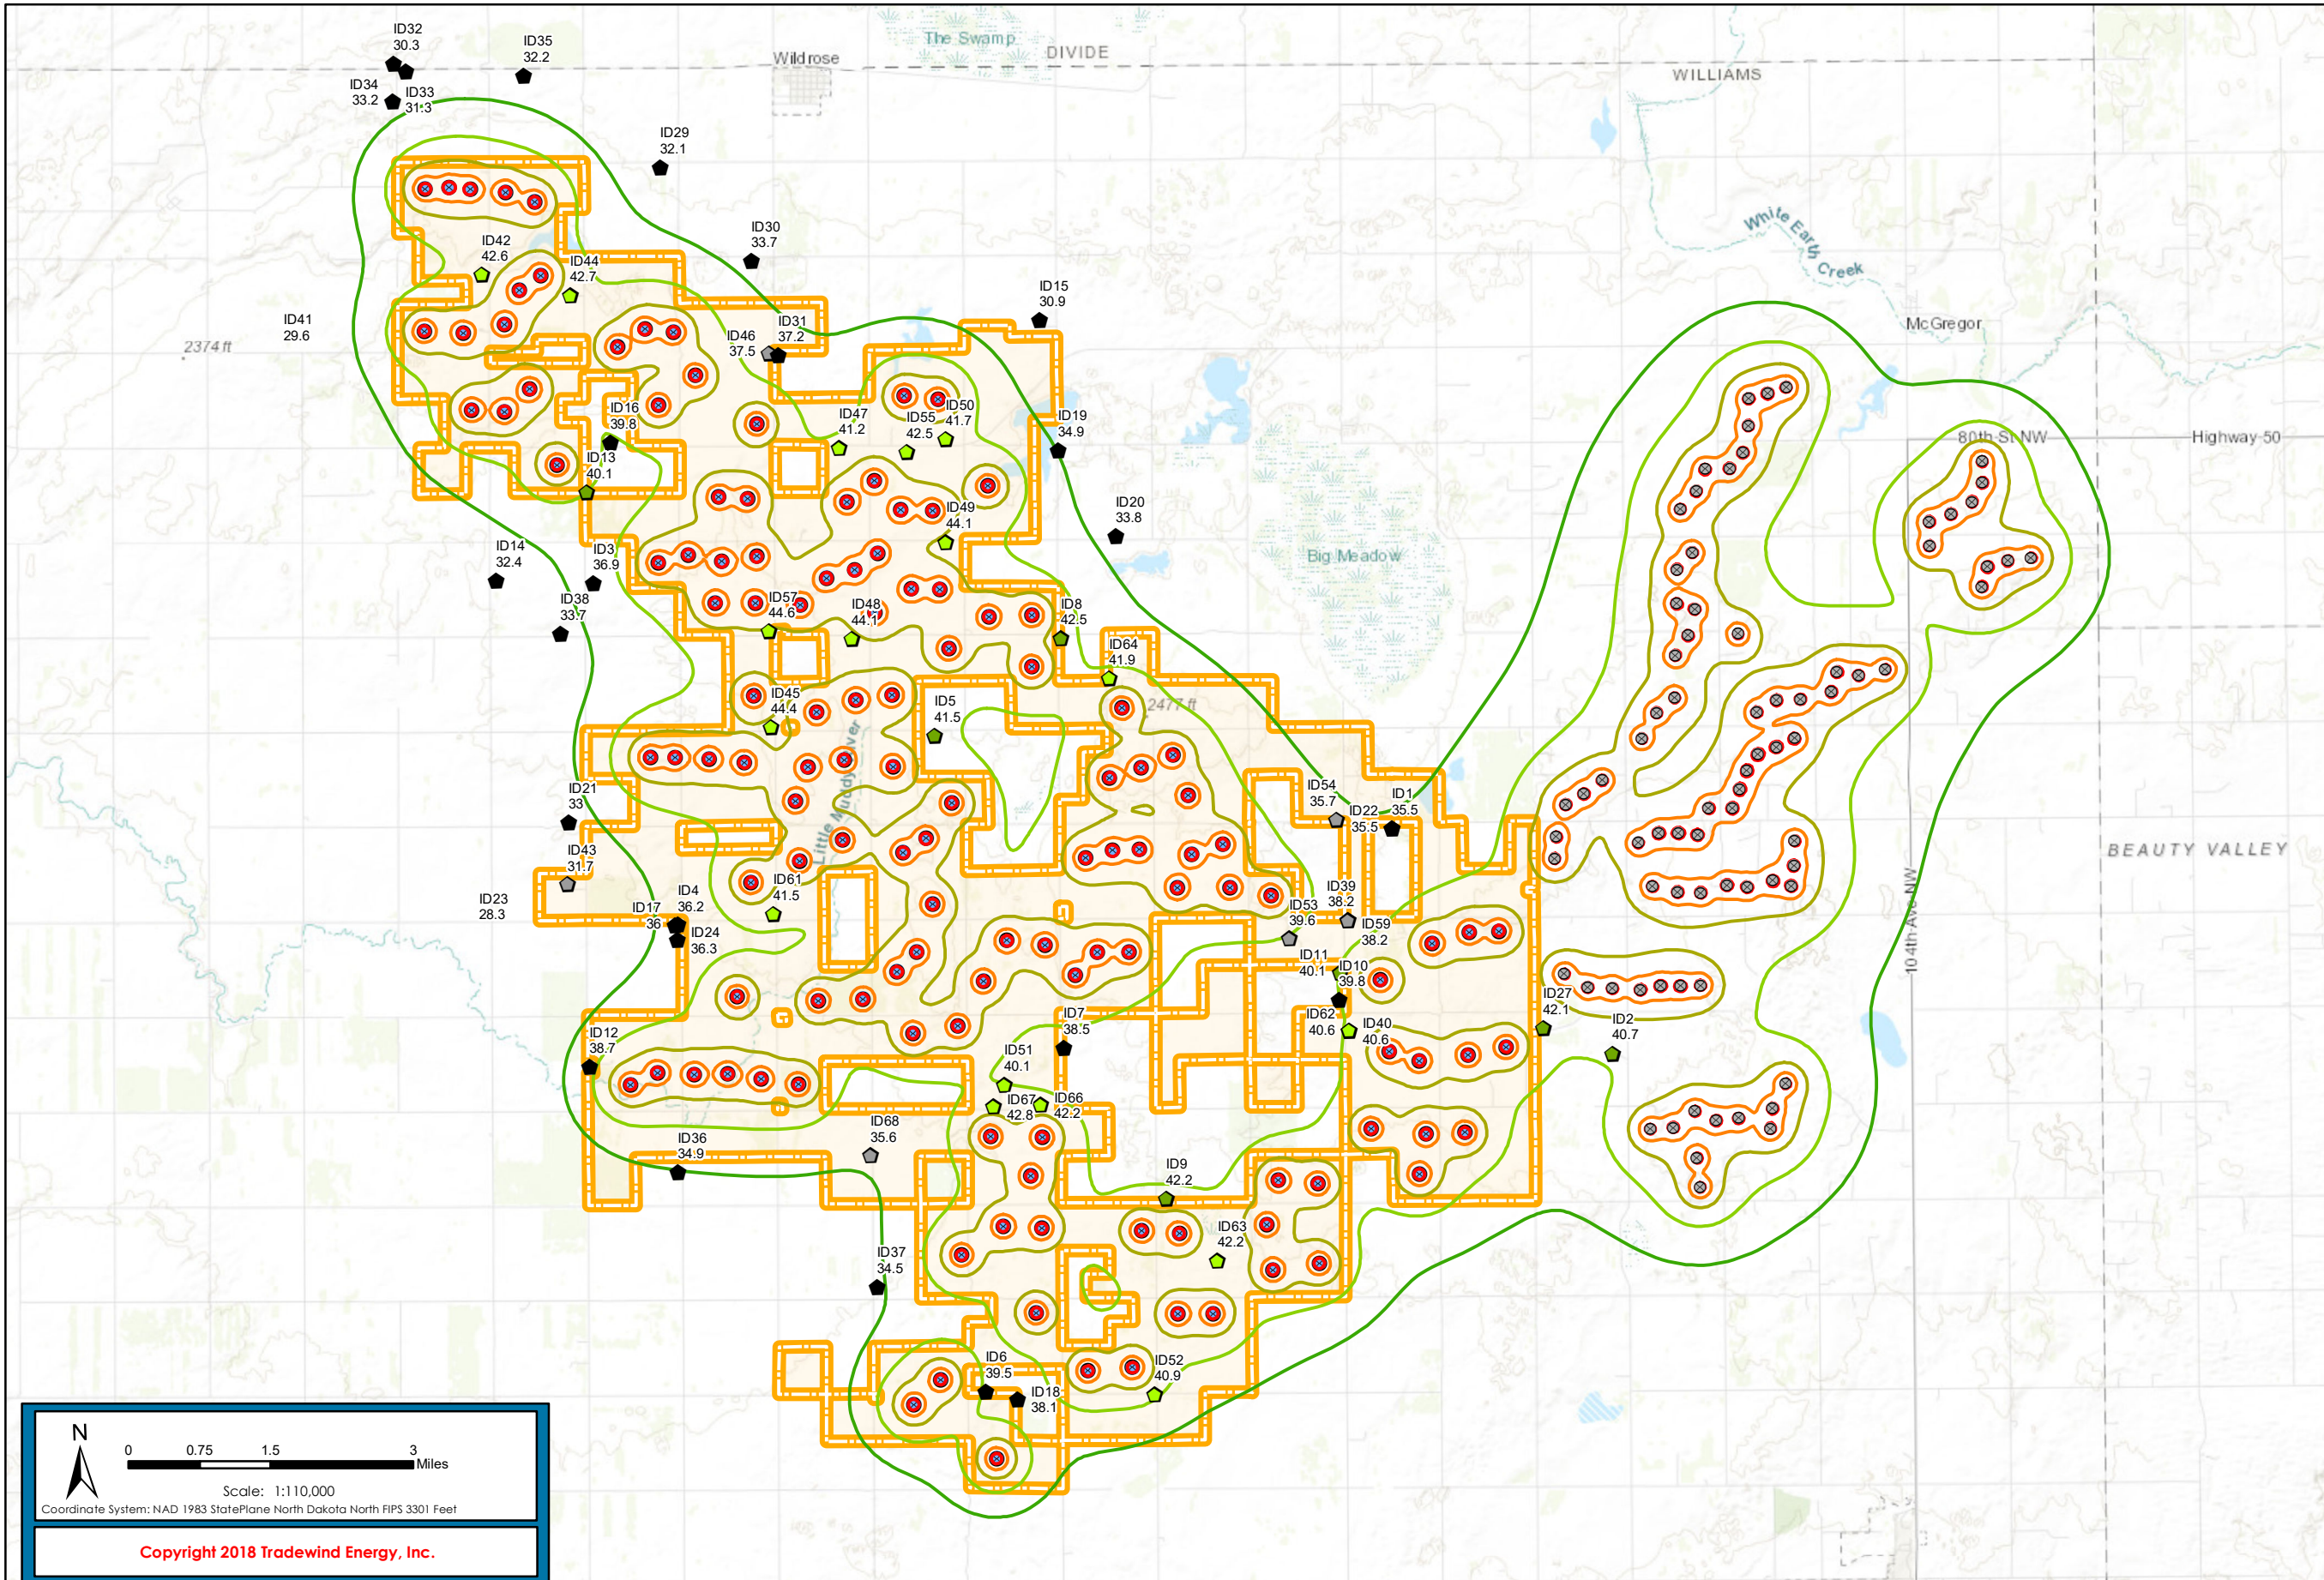 ID32
30.3
ID35
32.2
The Swamp
Wildrose
DIVIDE
WILLIAMS
ID34
33.2
ID33
31.3
ID29
32.1
White Earth Creek
ID30
33.7
ID42
42.6
ID44
42.7
ID15
30.9
ID41
29.6
2374 ft
ID46
37.5
ID31
37.2
McGregor
ID16
39.8
ID47
41.2
ID55
42.5
ID50
41.7
ID19
34.9
80th St NW
Highway 50
ID13
40.1
ID49
44.1
ID20
33.8
ID14
32.4
ID3
36.9
Big Meadow
ID38
33.7
ID57
44.6
ID48
44.1
ID8
42.5
ID64
41.9
ID45
44.4
ID5
41.5
2477 ft
Little Muddy River
ID21
33
ID54
35.7
ID22
35.5
ID1
35.5
BEAUTY VALLEY
ID43
31.7
ID23
28.3
ID17
36
ID4
36.2
ID24
36.3
ID61
41.5
ID39
38.2
ID53
39.6
ID59
38.2
104th Ave NW
ID11
40.1
ID10
39.8
ID27
42.1
ID7
38.5
ID62
40.6
ID40
40.6
ID2
40.7
ID12
38.7
ID51
40.1
ID67
42.8
ID66
42.2
ID68
35.6
ID36
34.9
ID9
42.2
ID63
42.2
ID37
34.5
ID6
39.5
ID18
38.1
ID52
40.9
N
0 0.75 1.5 3
Miles
Scale: 1:110,000
Coordinate System: NAD 1983 StatePlane North Dakota North FIPS 3301 Feet
Copyright 2018 Tradewind Energy, Inc.